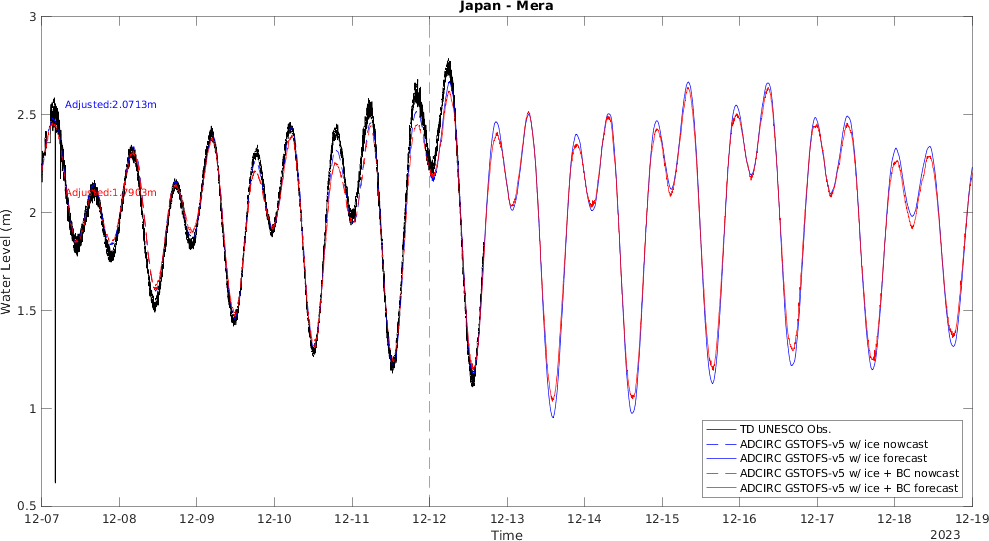 Japan - Mera
3
2.5
2
1.5
1
0.5
Water Level (m)
Adjusted:2.0713m
Adjusted:1.7903m
TD UNESCO Obs.
ADCIRC GSTOFS-v5 w/ ice nowcast
ADCIRC GSTOFS-v5 w/ ice forecast
ADCIRC GSTOFS-v5 w/ ice + BC nowcast
ADCIRC GSTOFS-v5 w/ ice + BC forecast
12-07 12-08 12-09 12-10 12-11 12-12 12-13 12-14 12-15 12-16 12-17 12-18 12-19
Time
2023